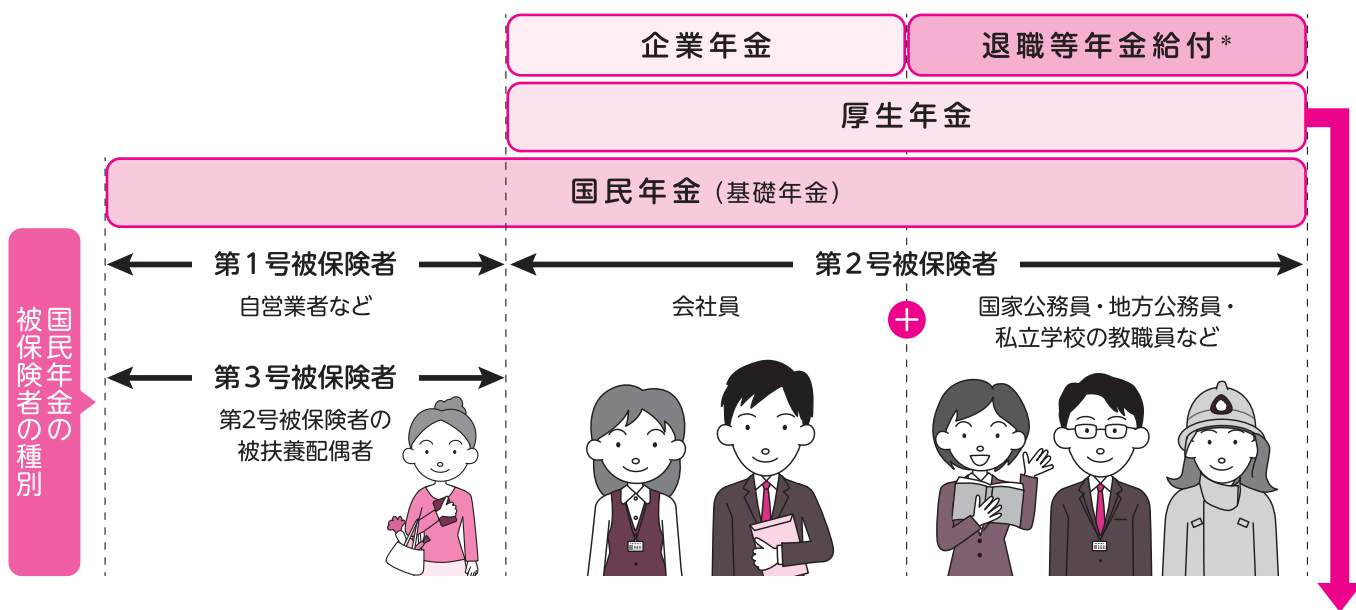 企業年金
退職等年金給付*
厚生年金
国民年金（基礎年金）
国民年金の
被保険者の種別
第1号被保険者
自営業者など
第3号被保険者
第2号被保険者の
被扶養配偶者
第2号被保険者
会社員
+
国家公務員・地方公務員・
私立学校の教職員など